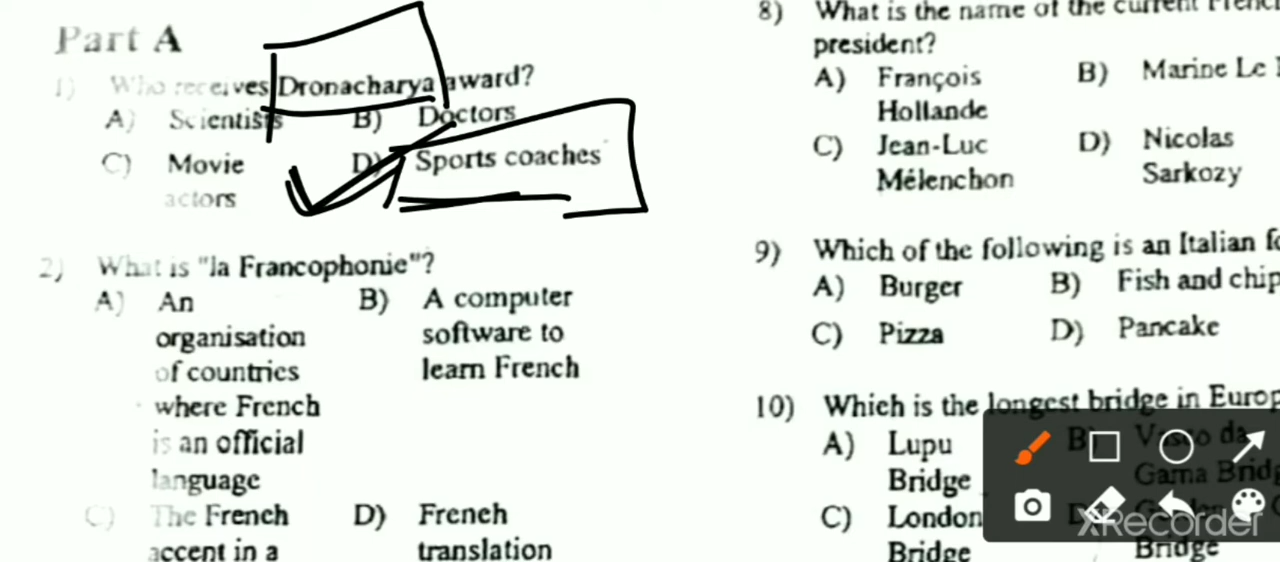 Part A
1) Who receives Dronacharya award?
A) Scientists B) Doctors
C) Movie actors D) Sports coaches
2) What is "la Francophonie"?
A) An organisation of countries where French is an official language
B) A computer software to learn French
C) The French accent in a
D) French translation
8) What is the name of the current French
president?
A) François Hollande
B) Marine Le
C) Jean-Luc Mélenchon
D) Nicolas Sarkozy
9) Which of the following is an Italian
A) Burger B) Fish and chip
C) Pizza D) Pancake
10) Which is the longest bridge in Europ
A) Lupu Bridge
B) Vasco da Gama Bridg
C) London Bridge
D) Bridge
XRecorder